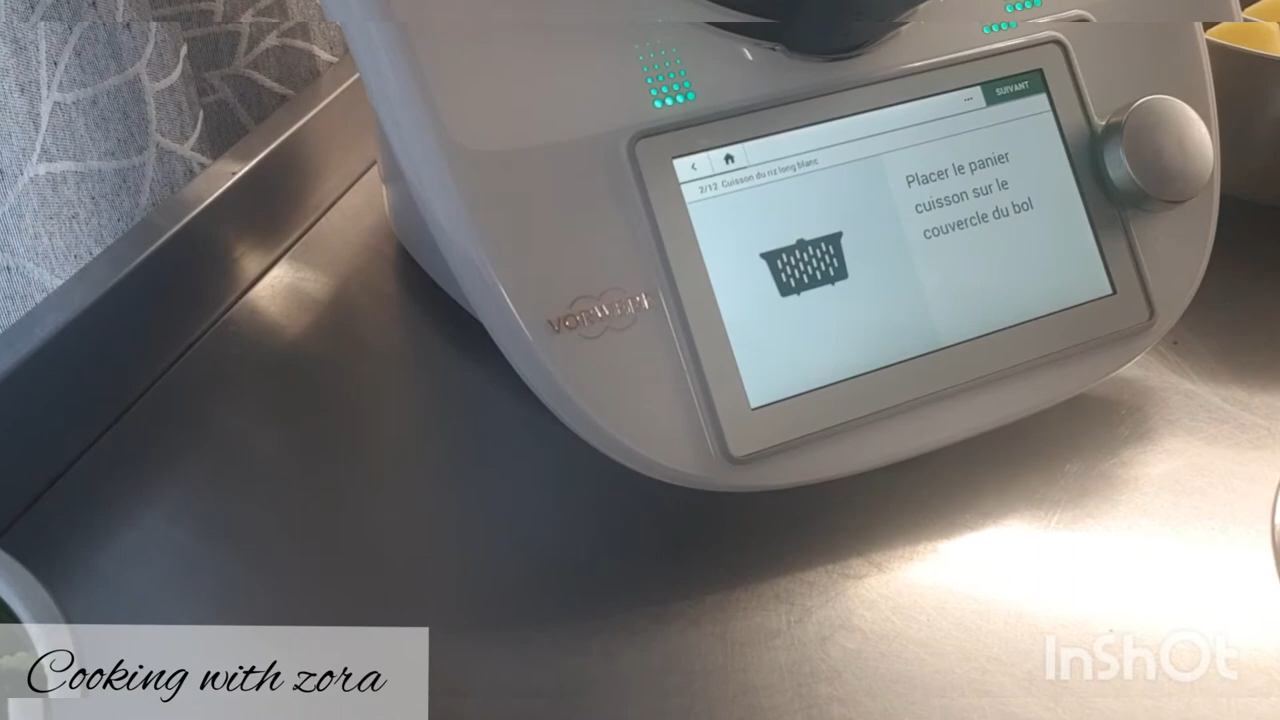 SUIVANT
2/12 Cuisson du riz long blanc
Placer le panier
cuisson sur le
couvercle du bol
VORWERK
Cooking with zora
InShOt